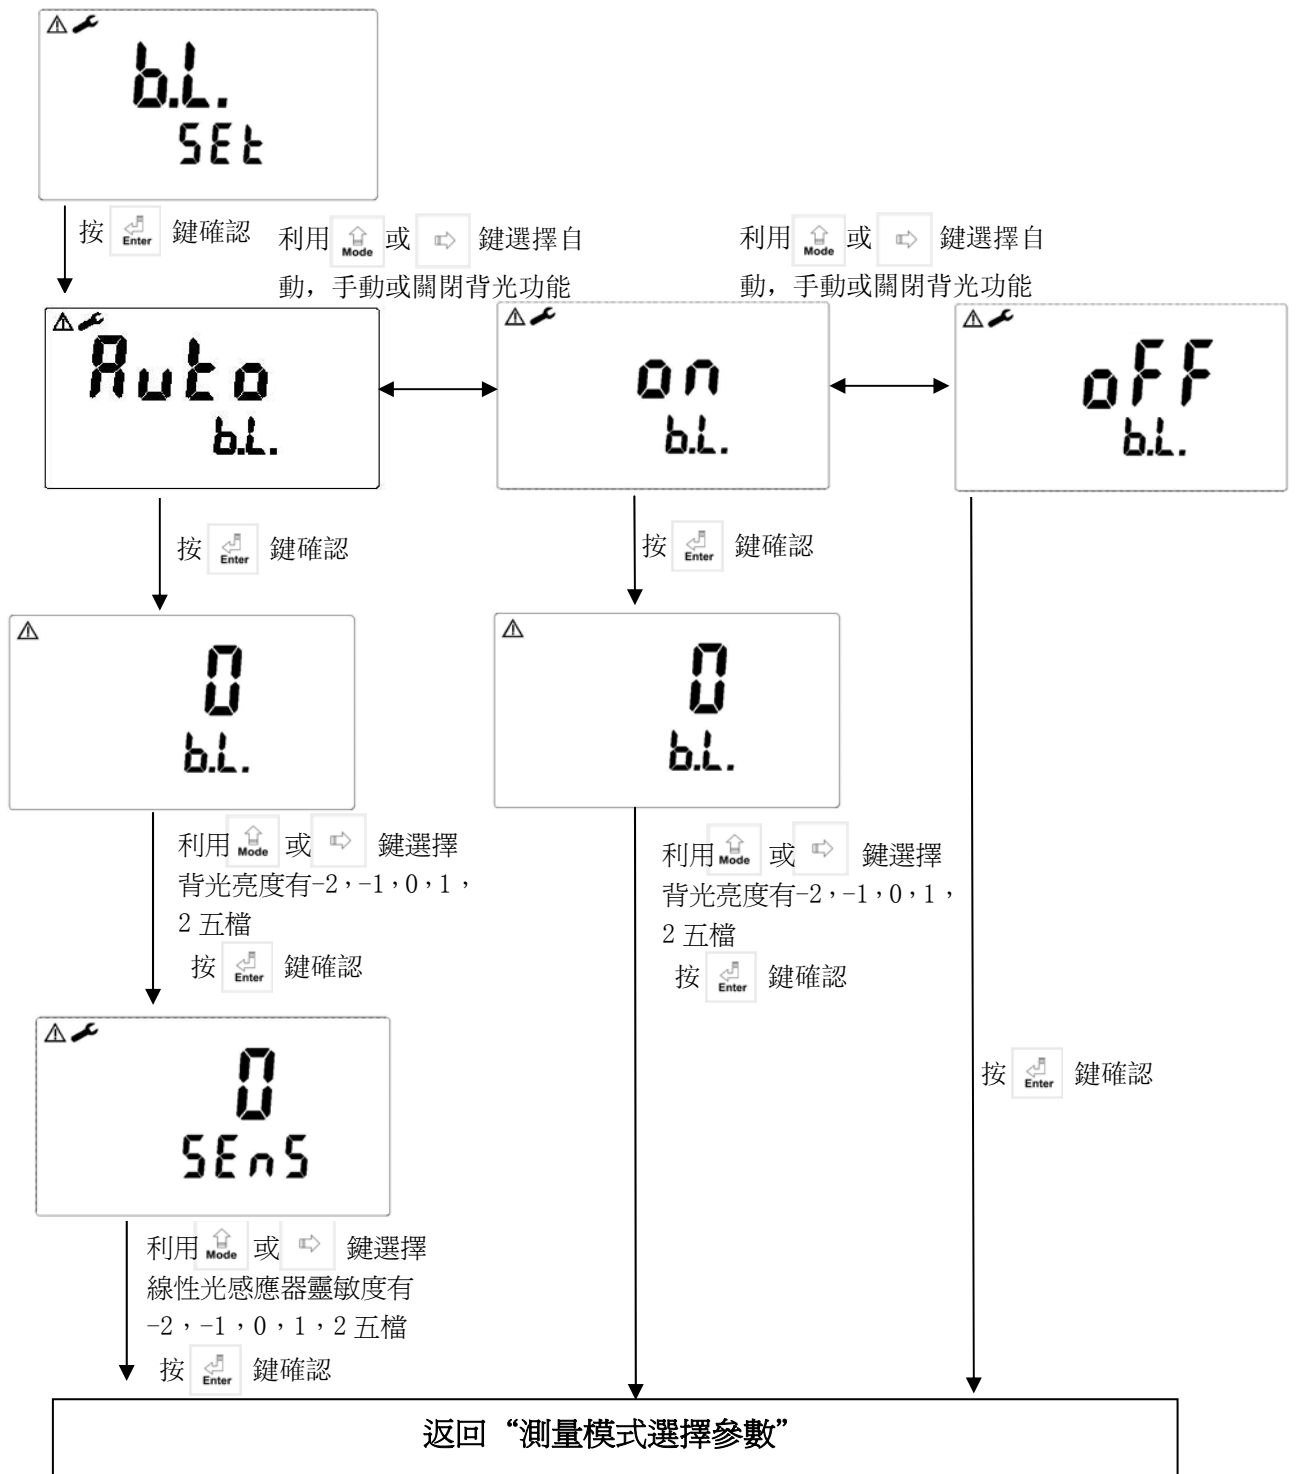 b.L.
SEt
按 Enter 鍵確認
利用 Mode 或 鍵選擇自
動，手動或關閉背光功能
利用 Mode 或 鍵選擇自
動，手動或關閉背光功能
Auto
b.L.
on
b.L.
oFF
b.L.
按 Enter 鍵確認
按 Enter 鍵確認
0
b.L.
0
b.L.
利用 Mode 或 鍵選擇
背光亮度有-2，-1，0，1，
2 五檔
按 Enter 鍵確認
利用 Mode 或 鍵選擇
背光亮度有-2，-1，0，1，
2 五檔
按 Enter 鍵確認
0
SEnS
按 Enter 鍵確認
利用 Mode 或 鍵選擇
線性光感應器靈敏度有
-2，-1，0，1，2 五檔
按 Enter 鍵確認
返回“測量模式選擇參數”